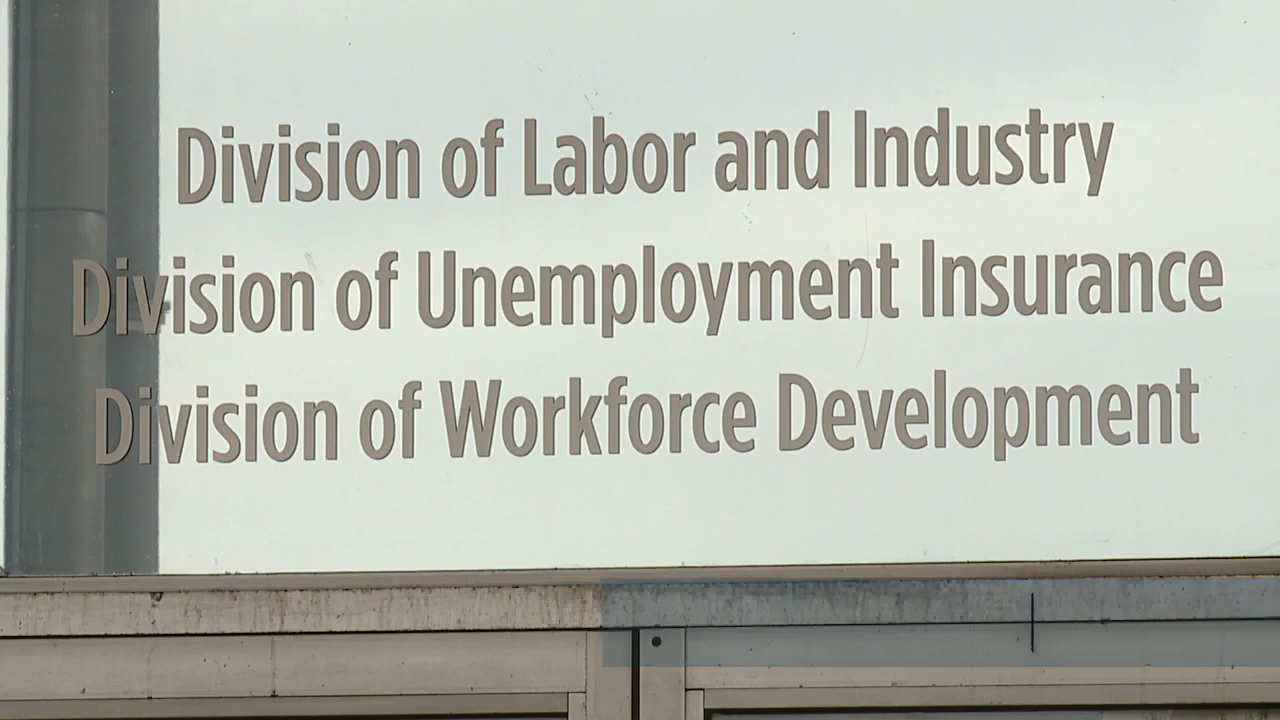 Division of Labor and Industry
Division of Unemployment Insurance
Division of Workforce Development